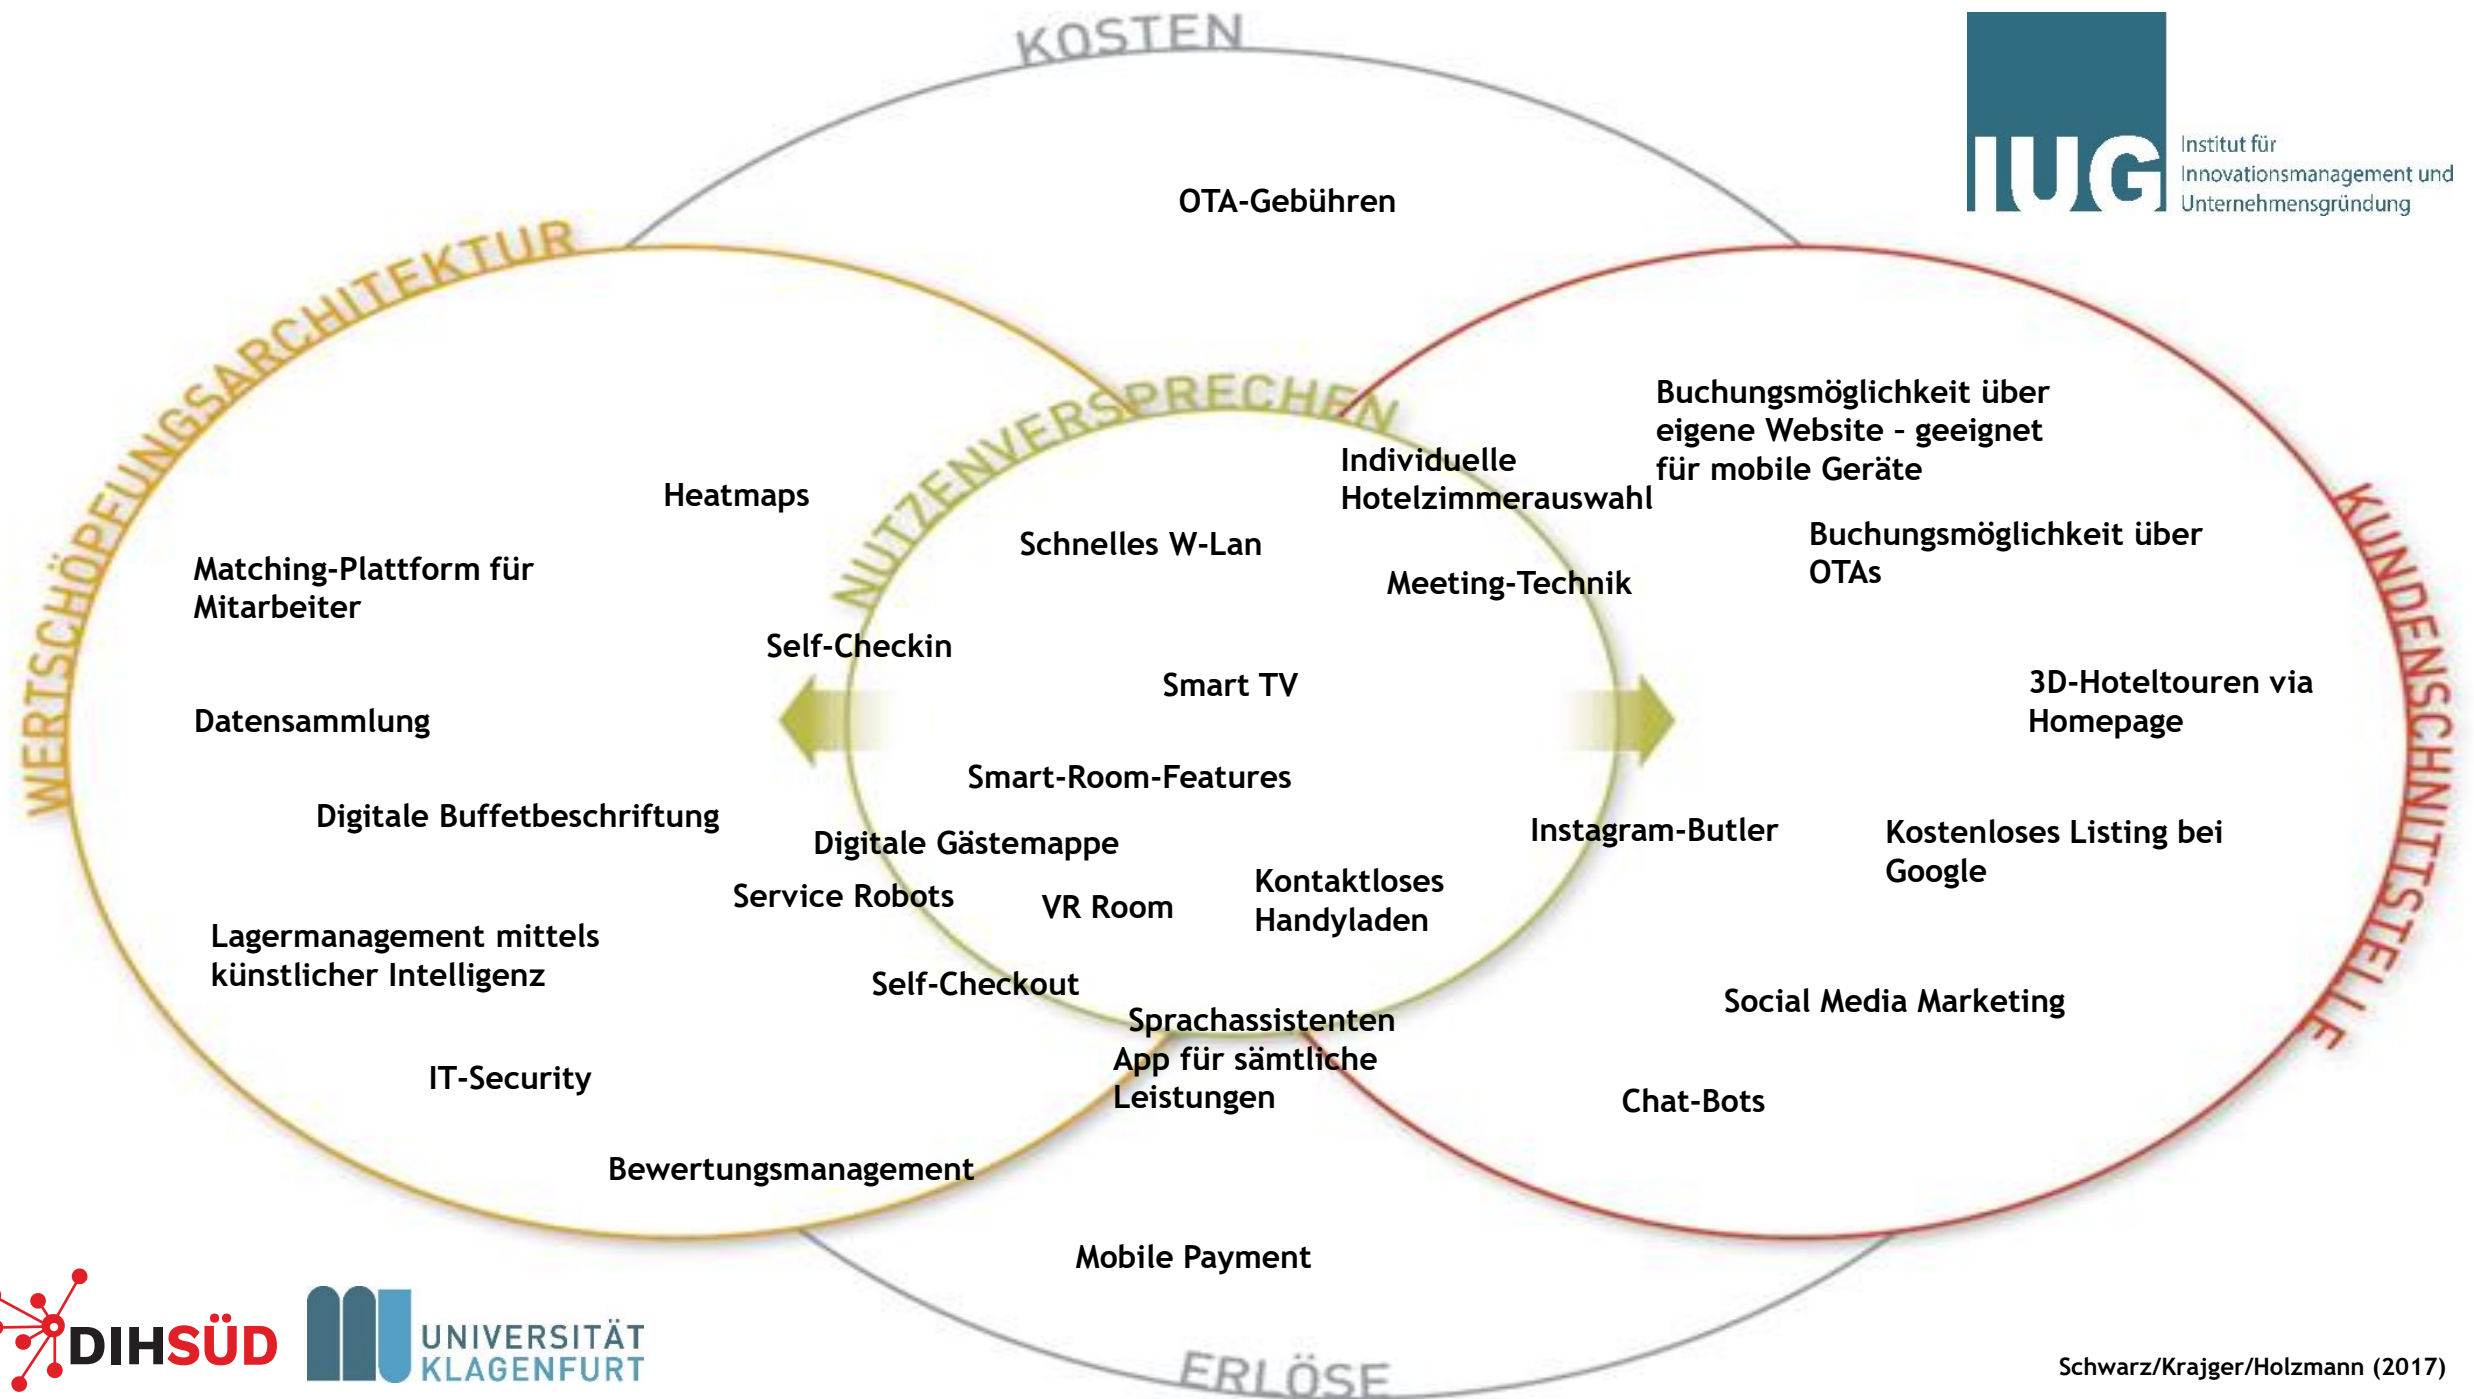 KOSTEN
IUG
Institut für
Innovationsmanagement und
Unternehmensgründung
OTA-Gebühren
WERTSCHÖPFUNGSARCHITEKTUR
NUTZENVERSPRECHEN
KUNDENSCHNITTSTELLE
Buchungsmöglichkeit über
eigene Website – geeignet
für mobile Geräte
Individuelle
Hotelzimmerauswahl
Heatmaps
Schnelles W-Lan
Buchungsmöglichkeit über
OTAs
Matching-Plattform für
Mitarbeiter
Meeting-Technik
Self-Checkin
Smart TV
3D-Hoteltouren via
Homepage
Datensammlung
Smart-Room-Features
Digitale Buffetbeschriftung
Digitale Gästemappe
Instagram-Butler
Kostenloses Listing bei
Google
Service Robots
VR Room
Kontaktloses
Handyladen
Lagermanagement mittels
künstlicher Intelligenz
Self-Checkout
Social Media Marketing
Sprachassistenten
App für sämtliche
Leistungen
IT-Security
Chat-Bots
Bewertungsmanagement
Mobile Payment
DIHSÜD
UNIVERSITÄT
KLAGENFURT
ERLÖSE
Schwarz/Krajger/Holzmann (2017)